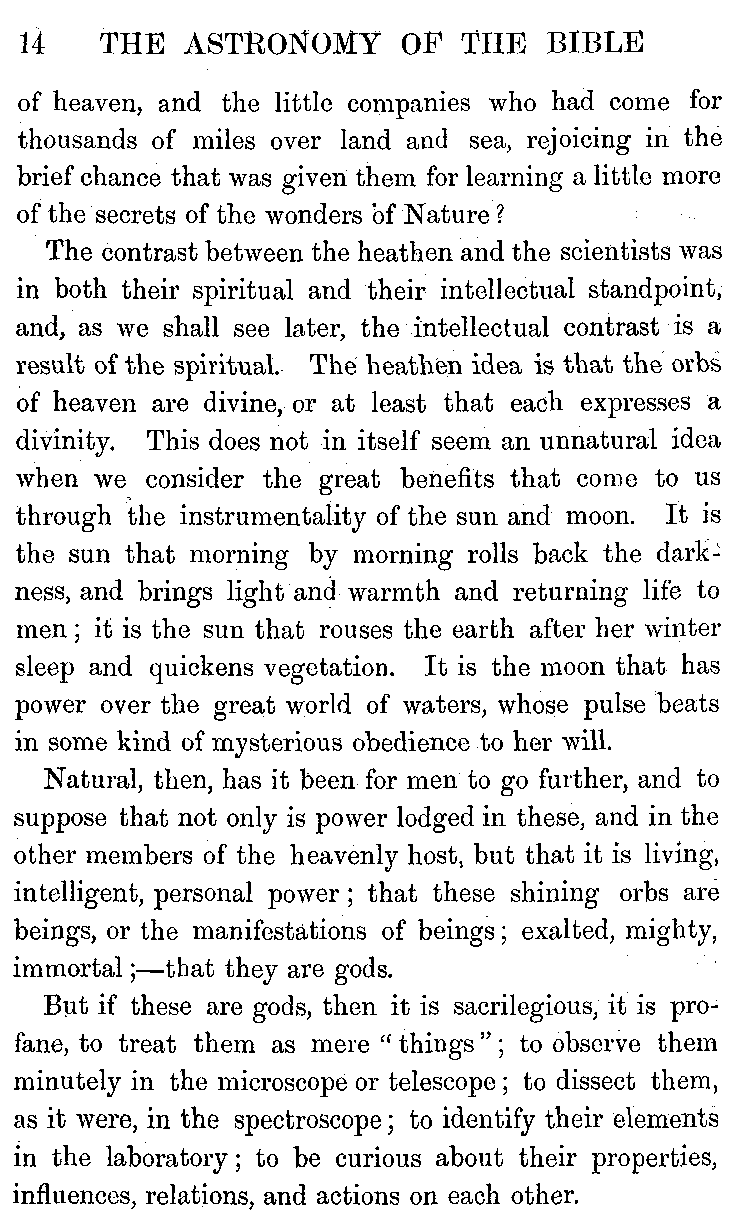 14 THE ASTRONOMY OF THE BIBLE
of heaven, and the little companies who had come for
thousands of miles over land and sea, rejoicing in the
brief chance that was given them for learning a little more
of the secrets of the wonders of Nature ?
The contrast between the heathen and the scientists was
in both their spiritual and their intellectual standpoint,
and, as we shall see later, the intellectual contrast is a
result of the spiritual. The heathen idea is that the orbs
of heaven are divine, or at least that each expresses a
divinity. This does not in itself seem an unnatural idea
when we consider the great benefits that come to us
through the instrumentality of the sun and moon. It is
the sun that morning by morning rolls back the dark-
ness, and brings light and warmth and returning life to
men ; it is the sun that rouses the earth after her winter
sleep and quickens vegetation. It is the moon that has
power over the great world of waters, whose pulse beats
in some kind of mysterious obedience to her will.
Natural, then, has it been for men to go further, and to
suppose that not only is power lodged in these, and in the
other members of the heavenly host, but that it is living,
intelligent, personal power ; that these shining orbs are
beings, or the manifestations of beings ; exalted, mighty,
immortal ;—that they are gods.
But if these are gods, then it is sacrilegious, it is pro-
fane, to treat them as mere “ things ” ; to observe them
minutely in the microscope or telescope ; to dissect them,
as it were, in the spectroscope ; to identify their elements
in the laboratory ; to be curious about their properties,
influences, relations, and actions on each other.